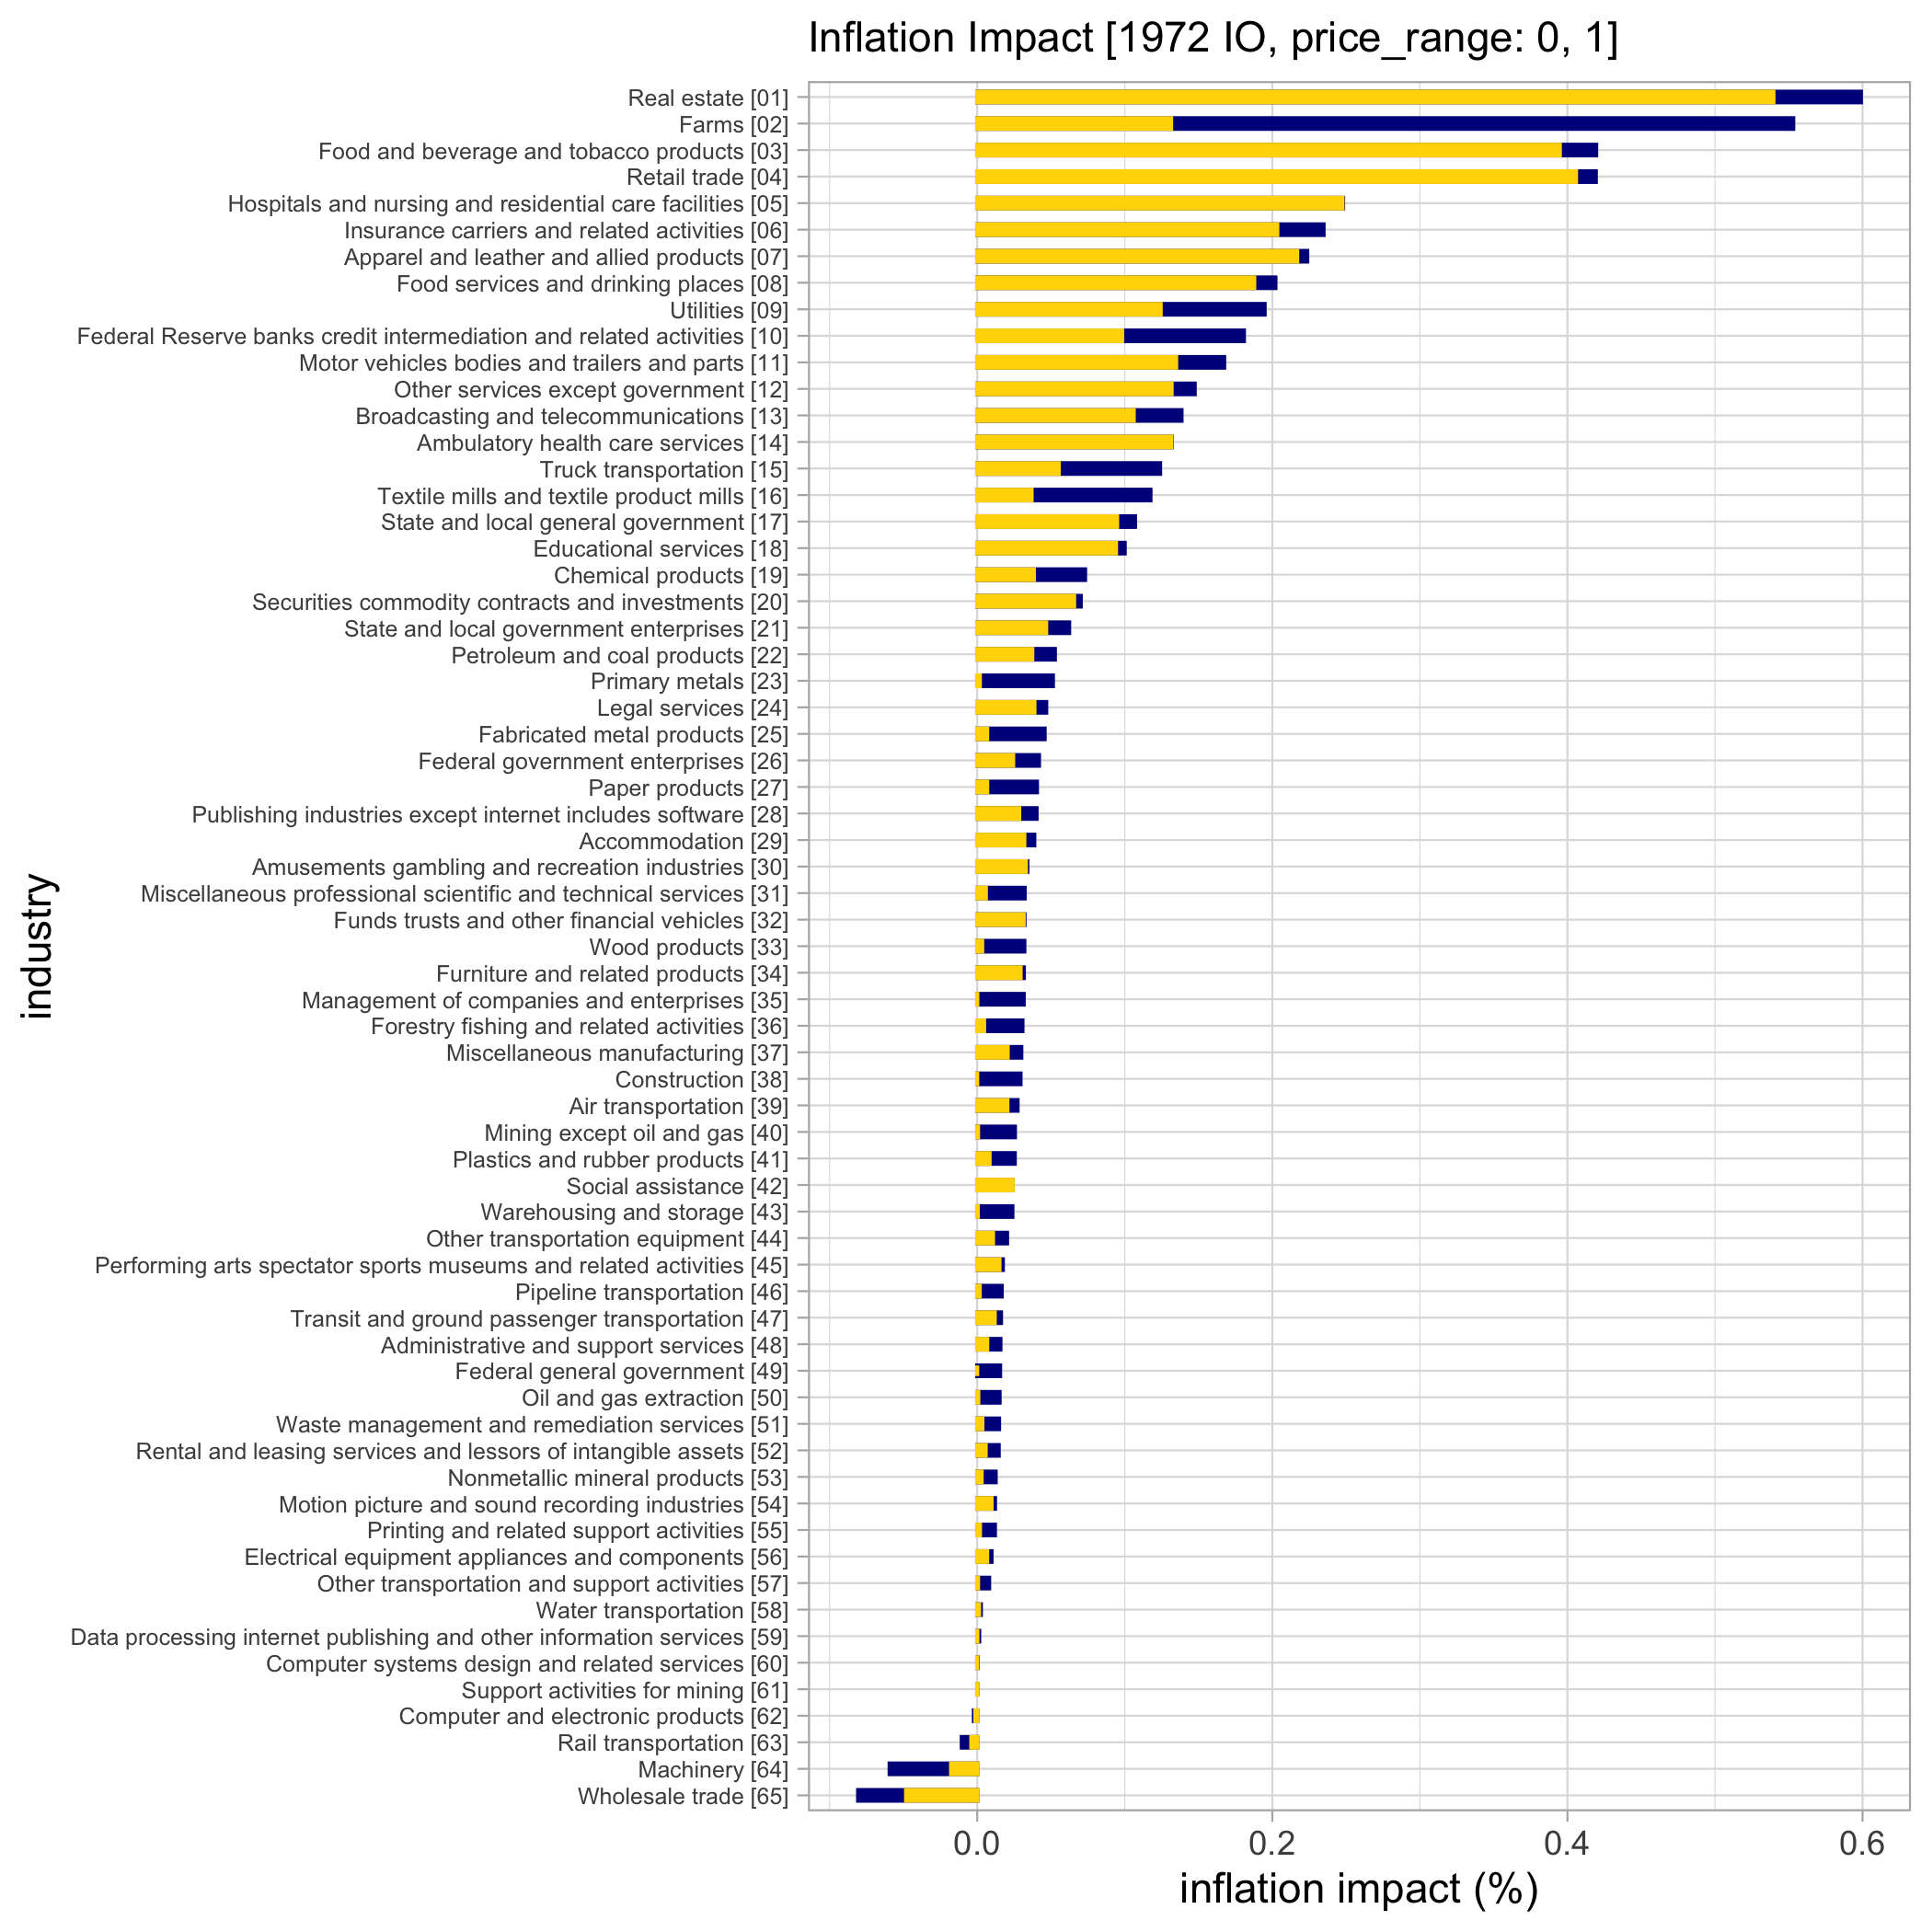 Inflation Impact [1972 IO, price_range: 0, 1]
Real estate [01]
Farms [02]
Food and beverage and tobacco products [03]
Retail trade [04]
Hospitals and nursing and residential care facilities [05]
Insurance carriers and related activities [06]
Apparel and leather and allied products [07]
Food services and drinking places [08]
Utilities [09]
Federal Reserve banks credit intermediation and related activities [10]
Motor vehicles bodies and trailers and parts [11]
Other services except government [12]
Broadcasting and telecommunications [13]
Ambulatory health care services [14]
Truck transportation [15]
Textile mills and textile product mills [16]
State and local general government [17]
Educational services [18]
Chemical products [19]
Securities commodity contracts and investments [20]
State and local government enterprises [21]
Petroleum and coal products [22]
Primary metals [23]
Legal services [24]
Fabricated metal products [25]
Federal government enterprises [26]
Paper products [27]
Publishing industries except internet includes software [28]
Accommodation [29]
Amusements gambling and recreation industries [30]
Miscellaneous professional scientific and technical services [31]
Funds trusts and other financial vehicles [32]
Wood products [33]
Furniture and related products [34]
Management of companies and enterprises [35]
Forestry fishing and related activities [36]
Miscellaneous manufacturing [37]
Construction [38]
Air transportation [39]
Mining except oil and gas [40]
Plastics and rubber products [41]
Social assistance [42]
Warehousing and storage [43]
Other transportation equipment [44]
Performing arts spectator sports museums and related activities [45]
Pipeline transportation [46]
Transit and ground passenger transportation [47]
Administrative and support services [48]
Federal general government [49]
Oil and gas extraction [50]
Waste management and remediation services [51]
Rental and leasing services and lessors of intangible assets [52]
Nonmetallic mineral products [53]
Motion picture and sound recording industries [54]
Printing and related support activities [55]
Electrical equipment appliances and components [56]
Other transportation and support activities [57]
Water transportation [58]
Data processing internet publishing and other information services [59]
Computer systems design and related services [60]
Support activities for mining [61]
Computer and electronic products [62]
Rail transportation [63]
Machinery [64]
Wholesale trade [65]
industry
0.0 0.2 0.4 0.6
inflation impact (%)